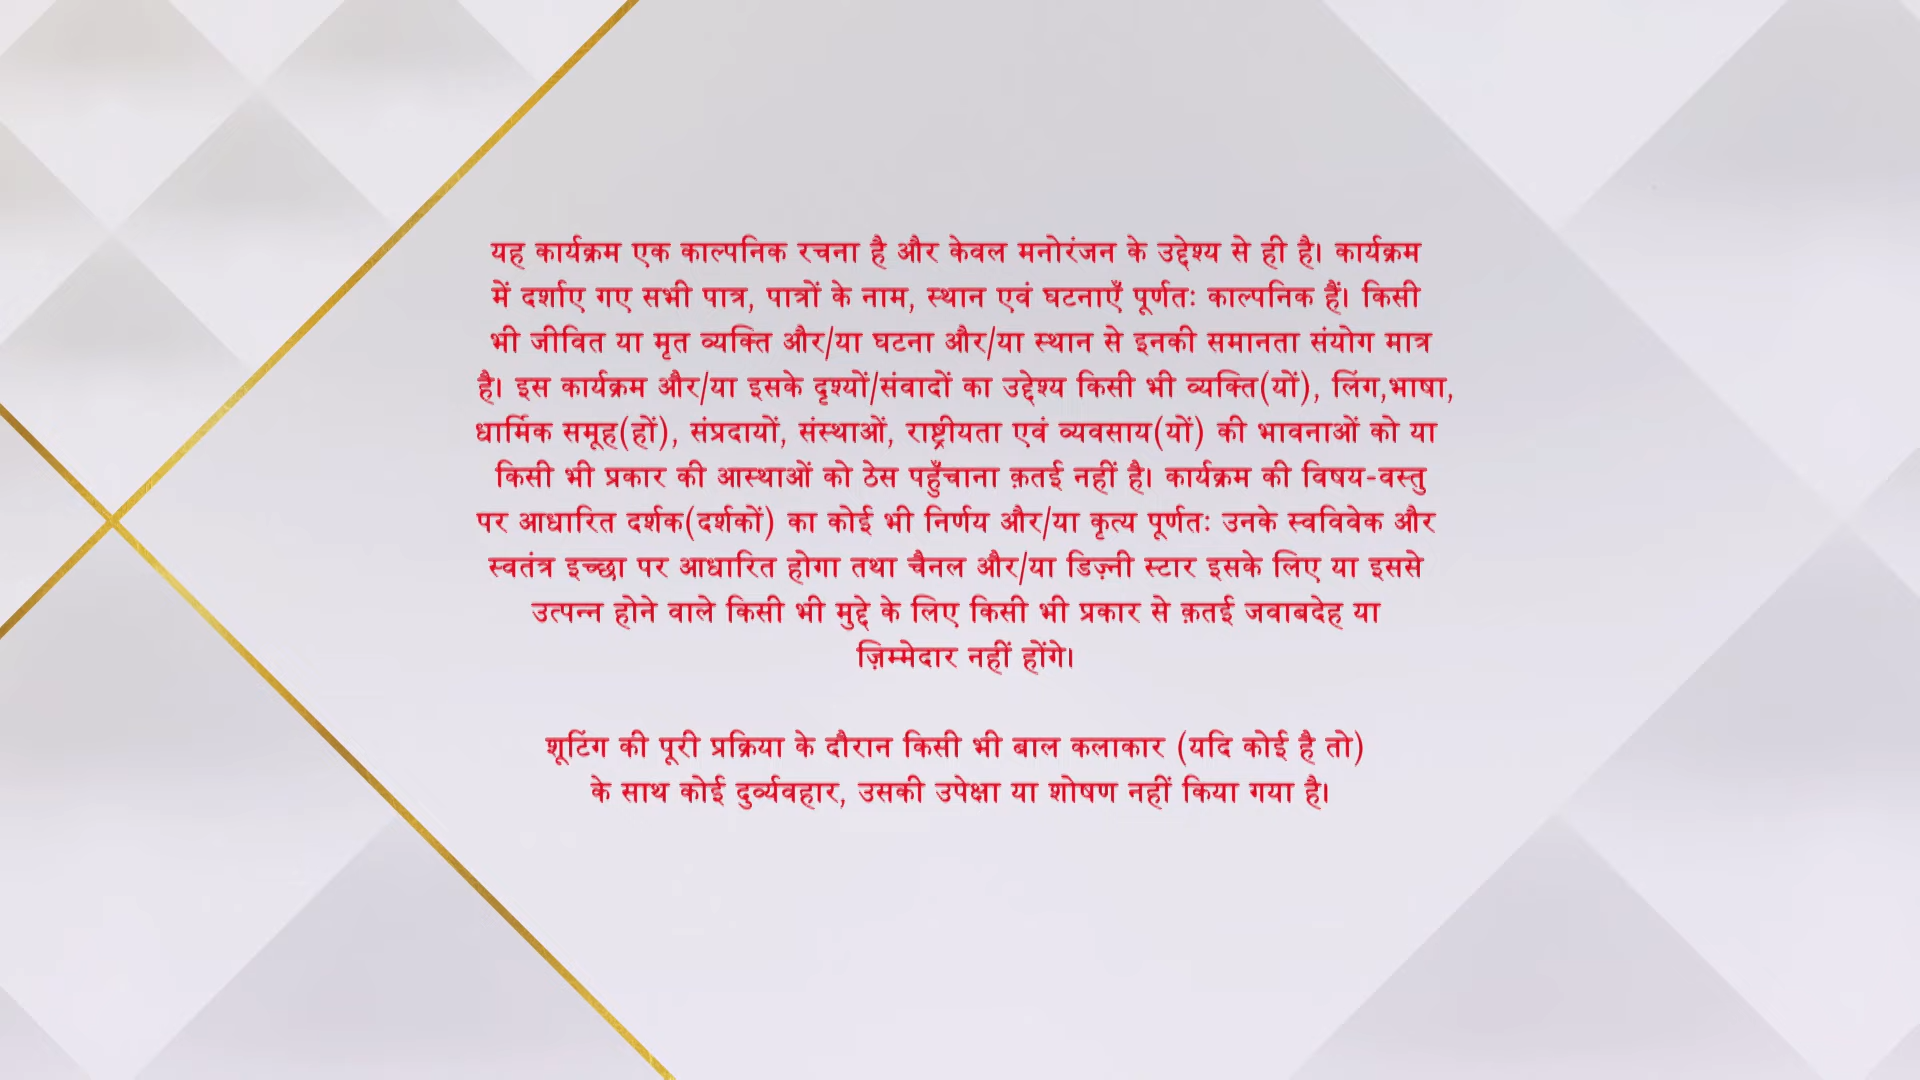 यह कार्यक्रम एक काल्पनिक रचना है और केवल मनोरंजन के उद्देश्य से ही है। कार्यक्रम
में दर्शाए गए सभी पात्र, पात्रों के नाम, स्थान एवं घटनाएँ पूर्णतः काल्पनिक हैं। किसी
भी जीवित या मृत व्यक्ति और/या घटना और/या स्थान से इनकी समानता संयोग मात्र
है। इस कार्यक्रम और/या इसके दृश्यों/संवादों का उद्देश्य किसी भी व्यक्ति(यों), लिंग,भाषा,
धार्मिक समूह(हों), संप्रदायों, संस्थाओं, राष्ट्रीयता एवं व्यवसाय(यों) की भावनाओं को या
किसी भी प्रकार की आस्थाओं को ठेस पहुँचाना क़तई नहीं है। कार्यक्रम की विषय-वस्तु
पर आधारित दर्शक(दर्शकों) का कोई भी निर्णय और/या कृत्य पूर्णतः उनके स्वविवेक और
स्वतंत्र इच्छा पर आधारित होगा तथा चैनल और/या डिज़्नी स्टार इसके लिए या इससे
उत्पन्न होने वाले किसी भी मुद्दे के लिए किसी भी प्रकार से क़तई जवाबदेह या
ज़िम्मेदार नहीं होंगे।
शूटिंग की पूरी प्रक्रिया के दौरान किसी भी बाल कलाकार (यदि कोई है तो)
के साथ कोई दुर्व्यवहार, उसकी उपेक्षा या शोषण नहीं किया गया है।